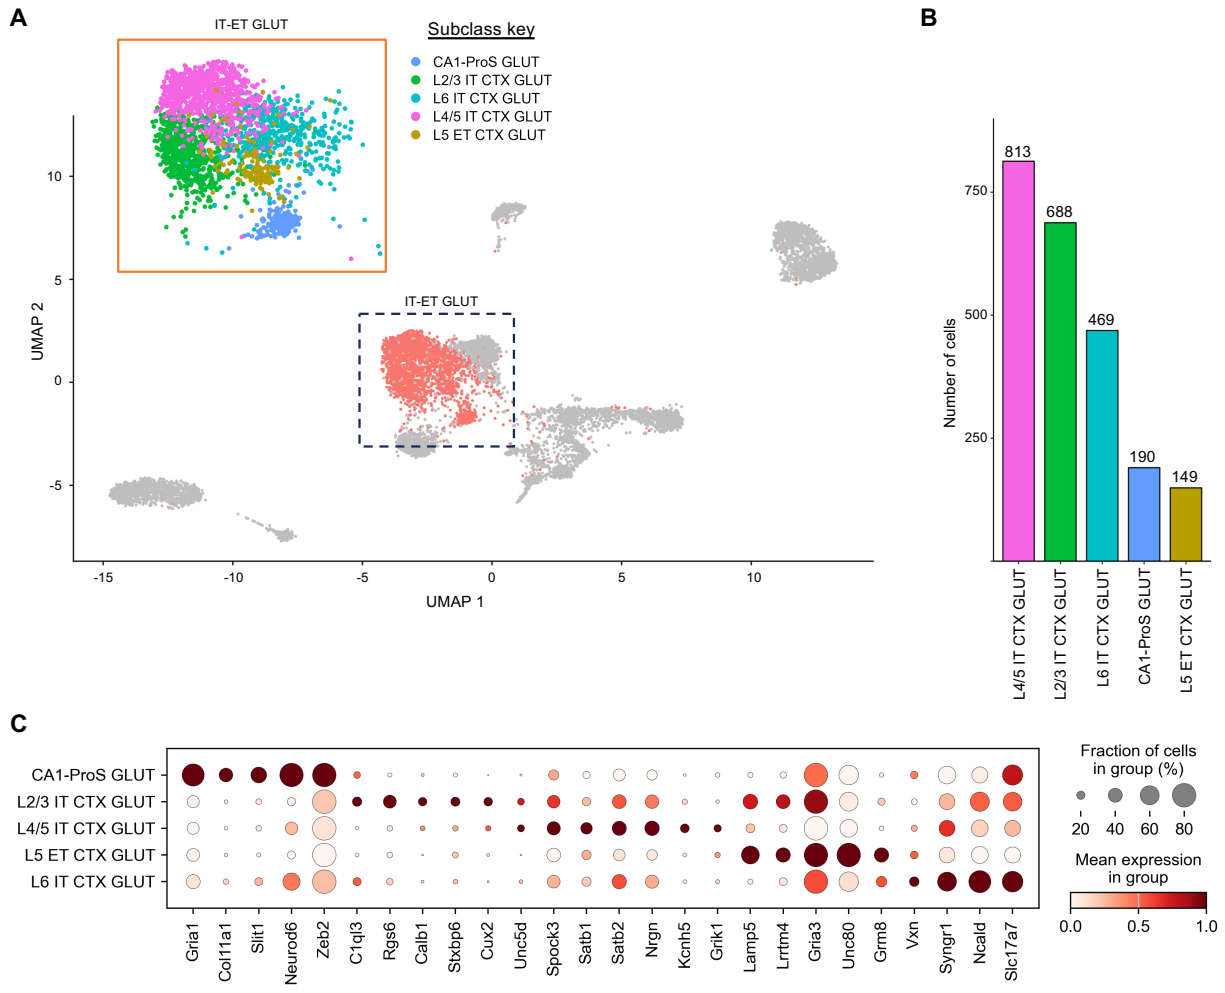 A
IT-ET GLUT
Subclass key
CA1-ProS GLUT
L2/3 IT CTX GLUT
L6 IT CTX GLUT
L4/5 IT CTX GLUT
L5 ET CTX GLUT
10
5
0
-5
UMAP 2
IT-ET GLUT
-15
-10
-5
0
5
10
UMAP 1
B
813
688
469
190
149
750
500
250
Number of cells
L4/5 IT CTX GLUT
L2/3 IT CTX GLUT
L6 IT CTX GLUT
CA1-ProS GLUT
L5 ET CTX GLUT
C
CA1-ProS GLUT
L2/3 IT CTX GLUT
L4/5 IT CTX GLUT
L5 ET CTX GLUT
L6 IT CTX GLUT
Gria1
Col11a1
Slit1
Neurod6
Zeb2
C1ql3
Rgs6
Calb1
Stxbp6
Cux2
Unc5d
Spock3
Satb1
Satb2
Nrgn
Kcnh5
Grik1
Lamp5
Lrrtm4
Gria3
Unc80
Grm8
Vxn
Syngr1
Ncald
Slc17a7
Fraction of cells
in group (%)
20 40 60 80
Mean expression
in group
0.0 0.5 1.0